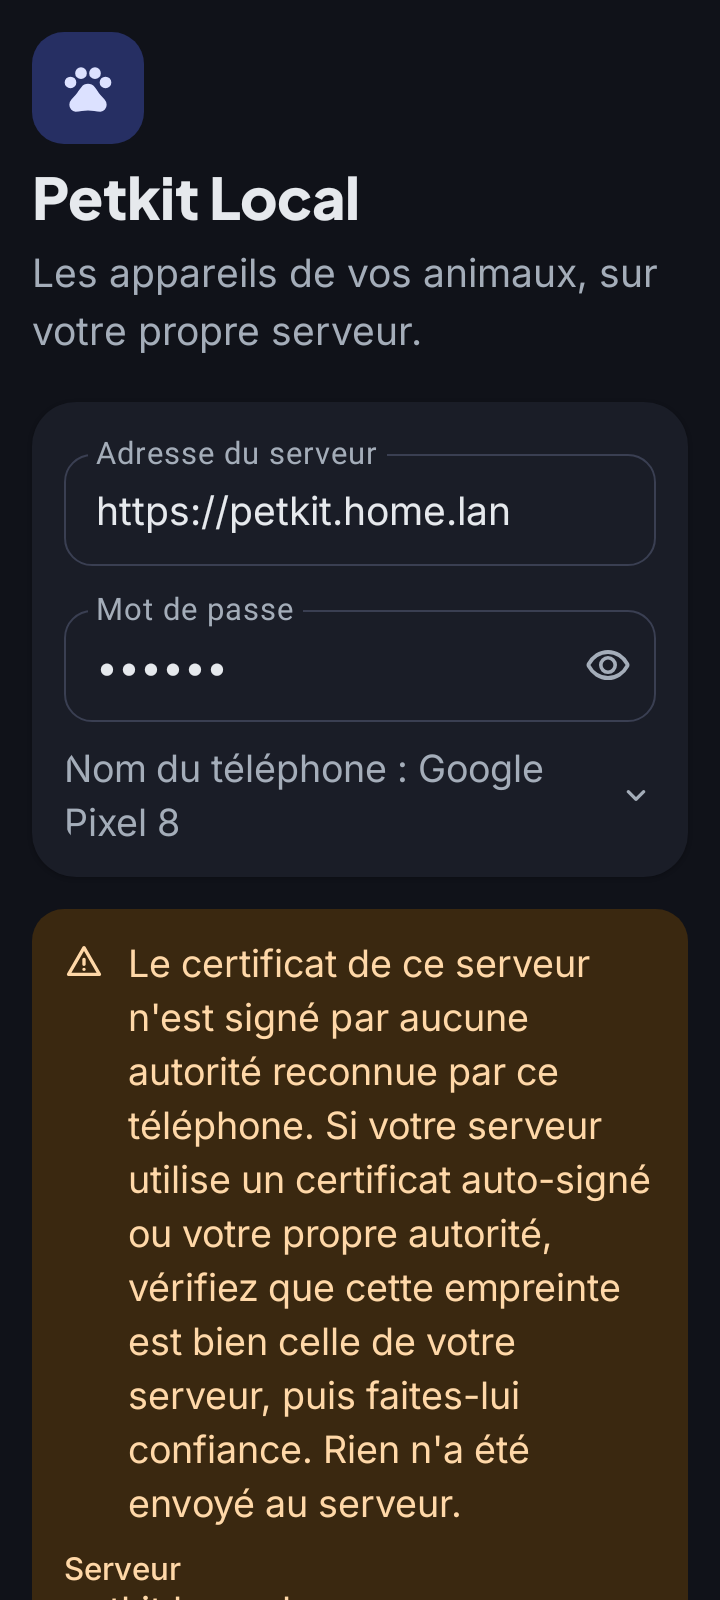 Petkit Local
Les appareils de vos animaux, sur
votre propre serveur.
Adresse du serveur
https://petkit.home.lan
Mot de passe
••••••
Nom du téléphone : Google
Pixel 8
Le certificat de ce serveur
n'est signé par aucune
autorité reconnue par ce
téléphone. Si votre serveur
utilise un certificat auto-signé
ou votre propre autorité,
vérifiez que cette empreinte
est bien celle de votre
serveur, puis faites-lui
confiance. Rien n'a été
envoyé au serveur.
Serveur